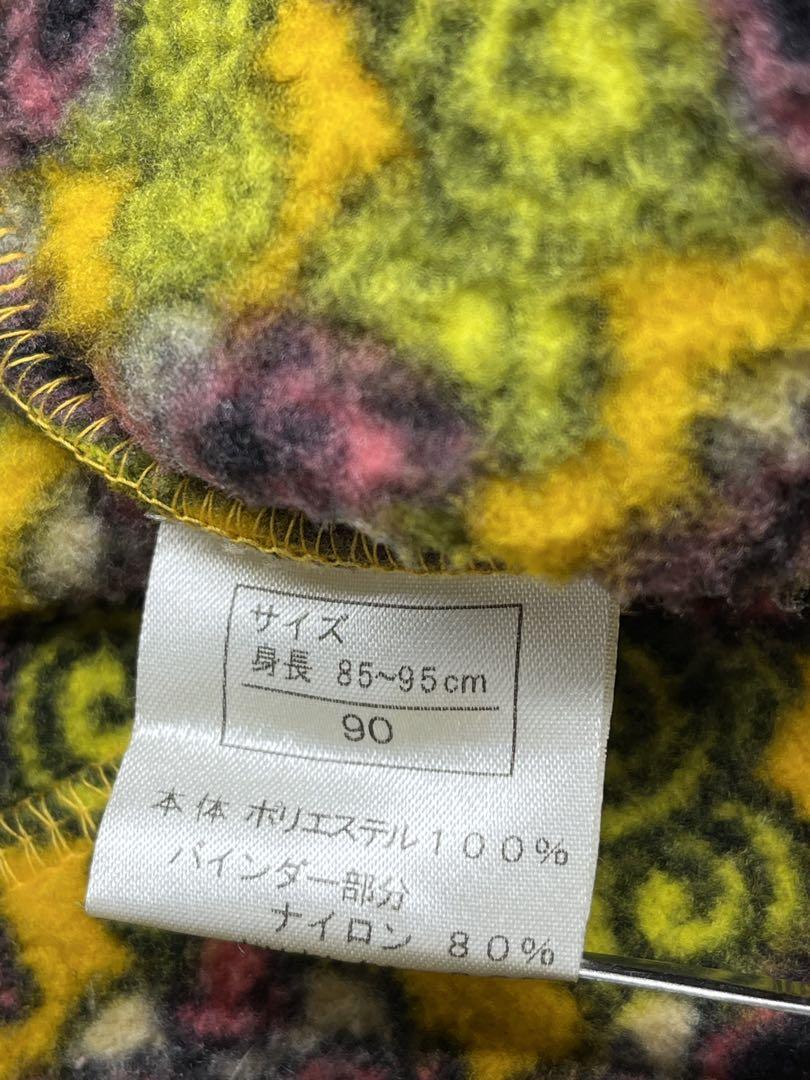 サイズ
身長 85~95cm
90
本体 ポリエステル100%
バインダー部分
ナイロン 80%